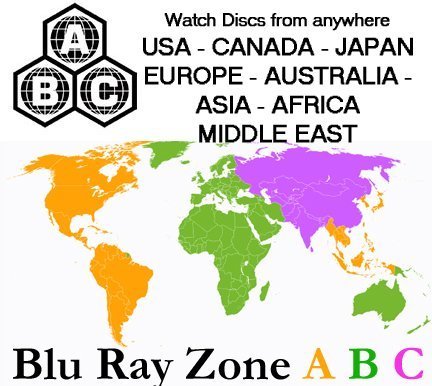 A
B C
Watch Discs from anywhere
USA - CANADA - JAPAN
EUROPE - AUSTRALIA -
ASIA - AFRICA
MIDDLE EAST
Blu Ray Zone A B C